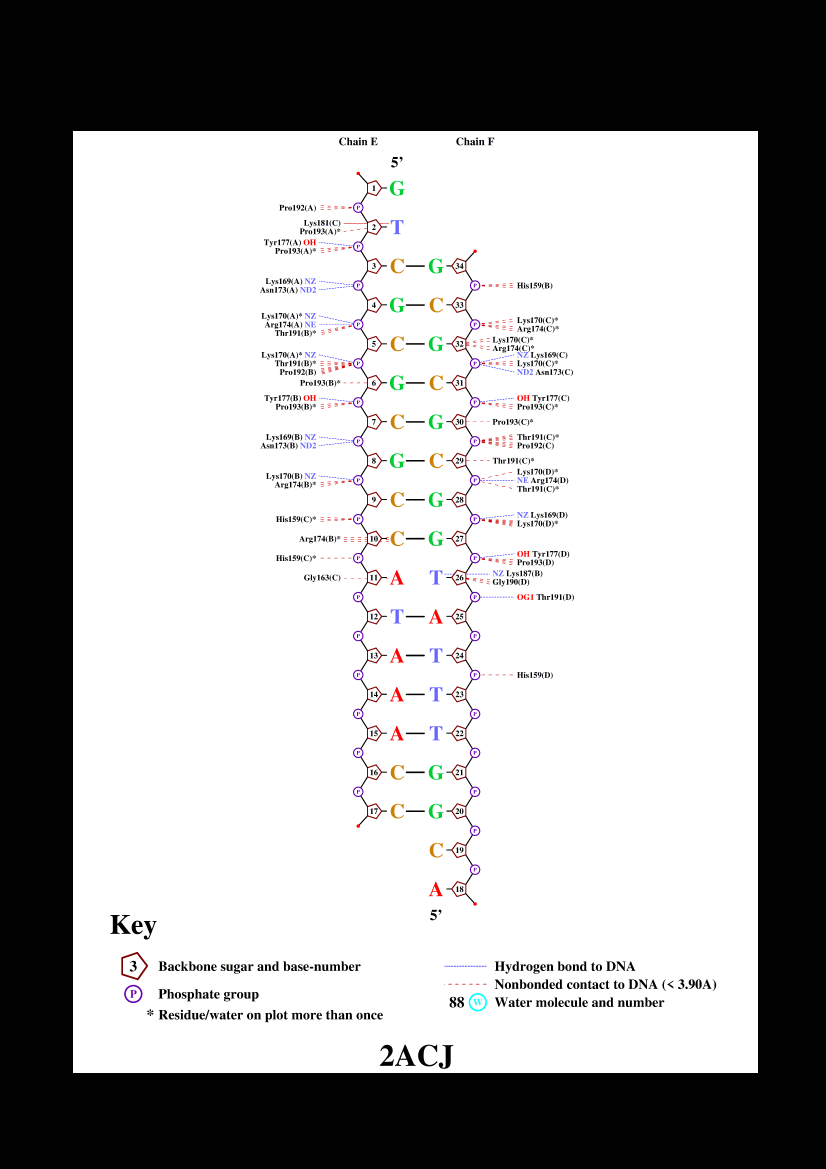 Chain E Chain F
5’
1 G
P
Pro192(A)
Lys181(C)
Pro193(A)*
2 T
Tyr177(A) OH
Pro193(A)*
P
3 C G 34
Lys169(A) NZ
Asn173(A) ND2
P P
His159(B)
4 G C 33
Lys170(A)* NZ
Arg174(A) NE
Thr191(B)*
P P
Lys170(C)*
Arg174(C)*
5 C G 32
Lys170(C)*
Arg174(C)*
Lys170(A)* NZ
Thr191(B)*
Pro192(B)
P P
NZ Lys169(C)
Lys170(C)*
ND2 Asn173(C)
Pro193(B)*
6 G C 31
Tyr177(B) OH
Pro193(B)*
P P
OH Tyr177(C)
Pro193(C)*
7 C G 30
Pro193(C)*
Lys169(B) NZ
Asn173(B) ND2
P P
Thr191(C)*
Pro192(C)
8 G C 29
Thr191(C)*
Lys170(B) NZ
Arg174(B)*
P P
Lys170(D)*
NE Arg174(D)
Thr191(C)*
9 C G 28
His159(C)*
P P
NZ Lys169(D)
Lys170(D)*
Arg174(B)*
10 C G 27
His159(C)*
P P
OH Tyr177(D)
Pro193(D)
Gly163(C)
11 A T 26
NZ Lys187(B)
Gly190(D)
P P
OG1 Thr191(D)
12 T A 25
P P
13 A T 24
P P
His159(D)
14 A T 23
P P
15 A T 22
P P
16 C G 21
P P
17 C G 20
P
C 19
P
A 18
5’
Key
3 Backbone sugar and base-number
P Phosphate group
* Residue/water on plot more than once
Hydrogen bond to DNA
Nonbonded contact to DNA (< 3.90A)
88 W Water molecule and number
2ACJ